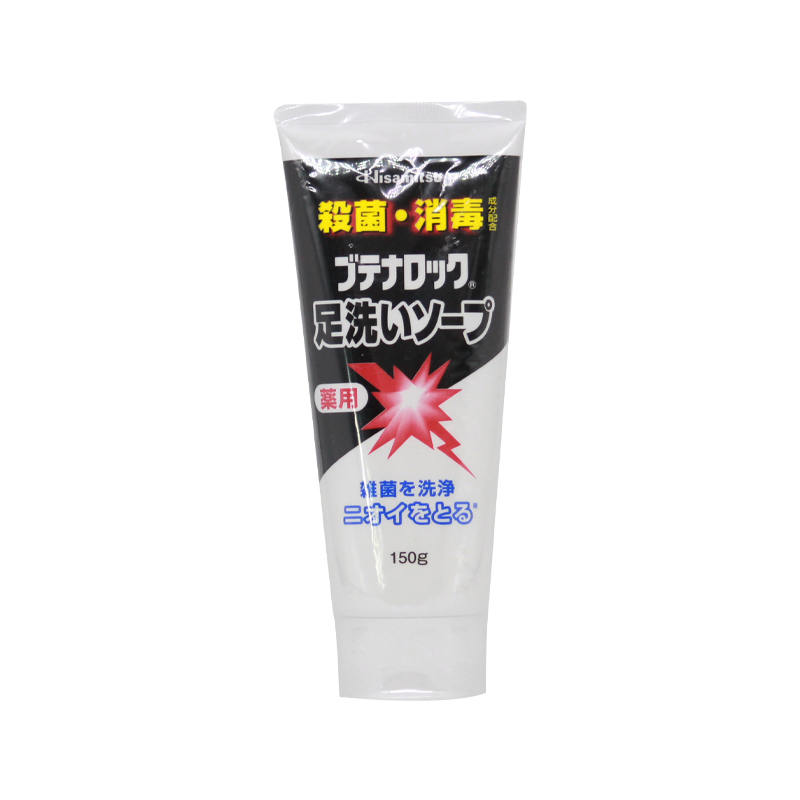 Hisamitsu
殺菌・消毒 成分配合
ブテナロック®
足洗いソープ
薬用
雑菌を洗浄
ニオイをとる※
150g